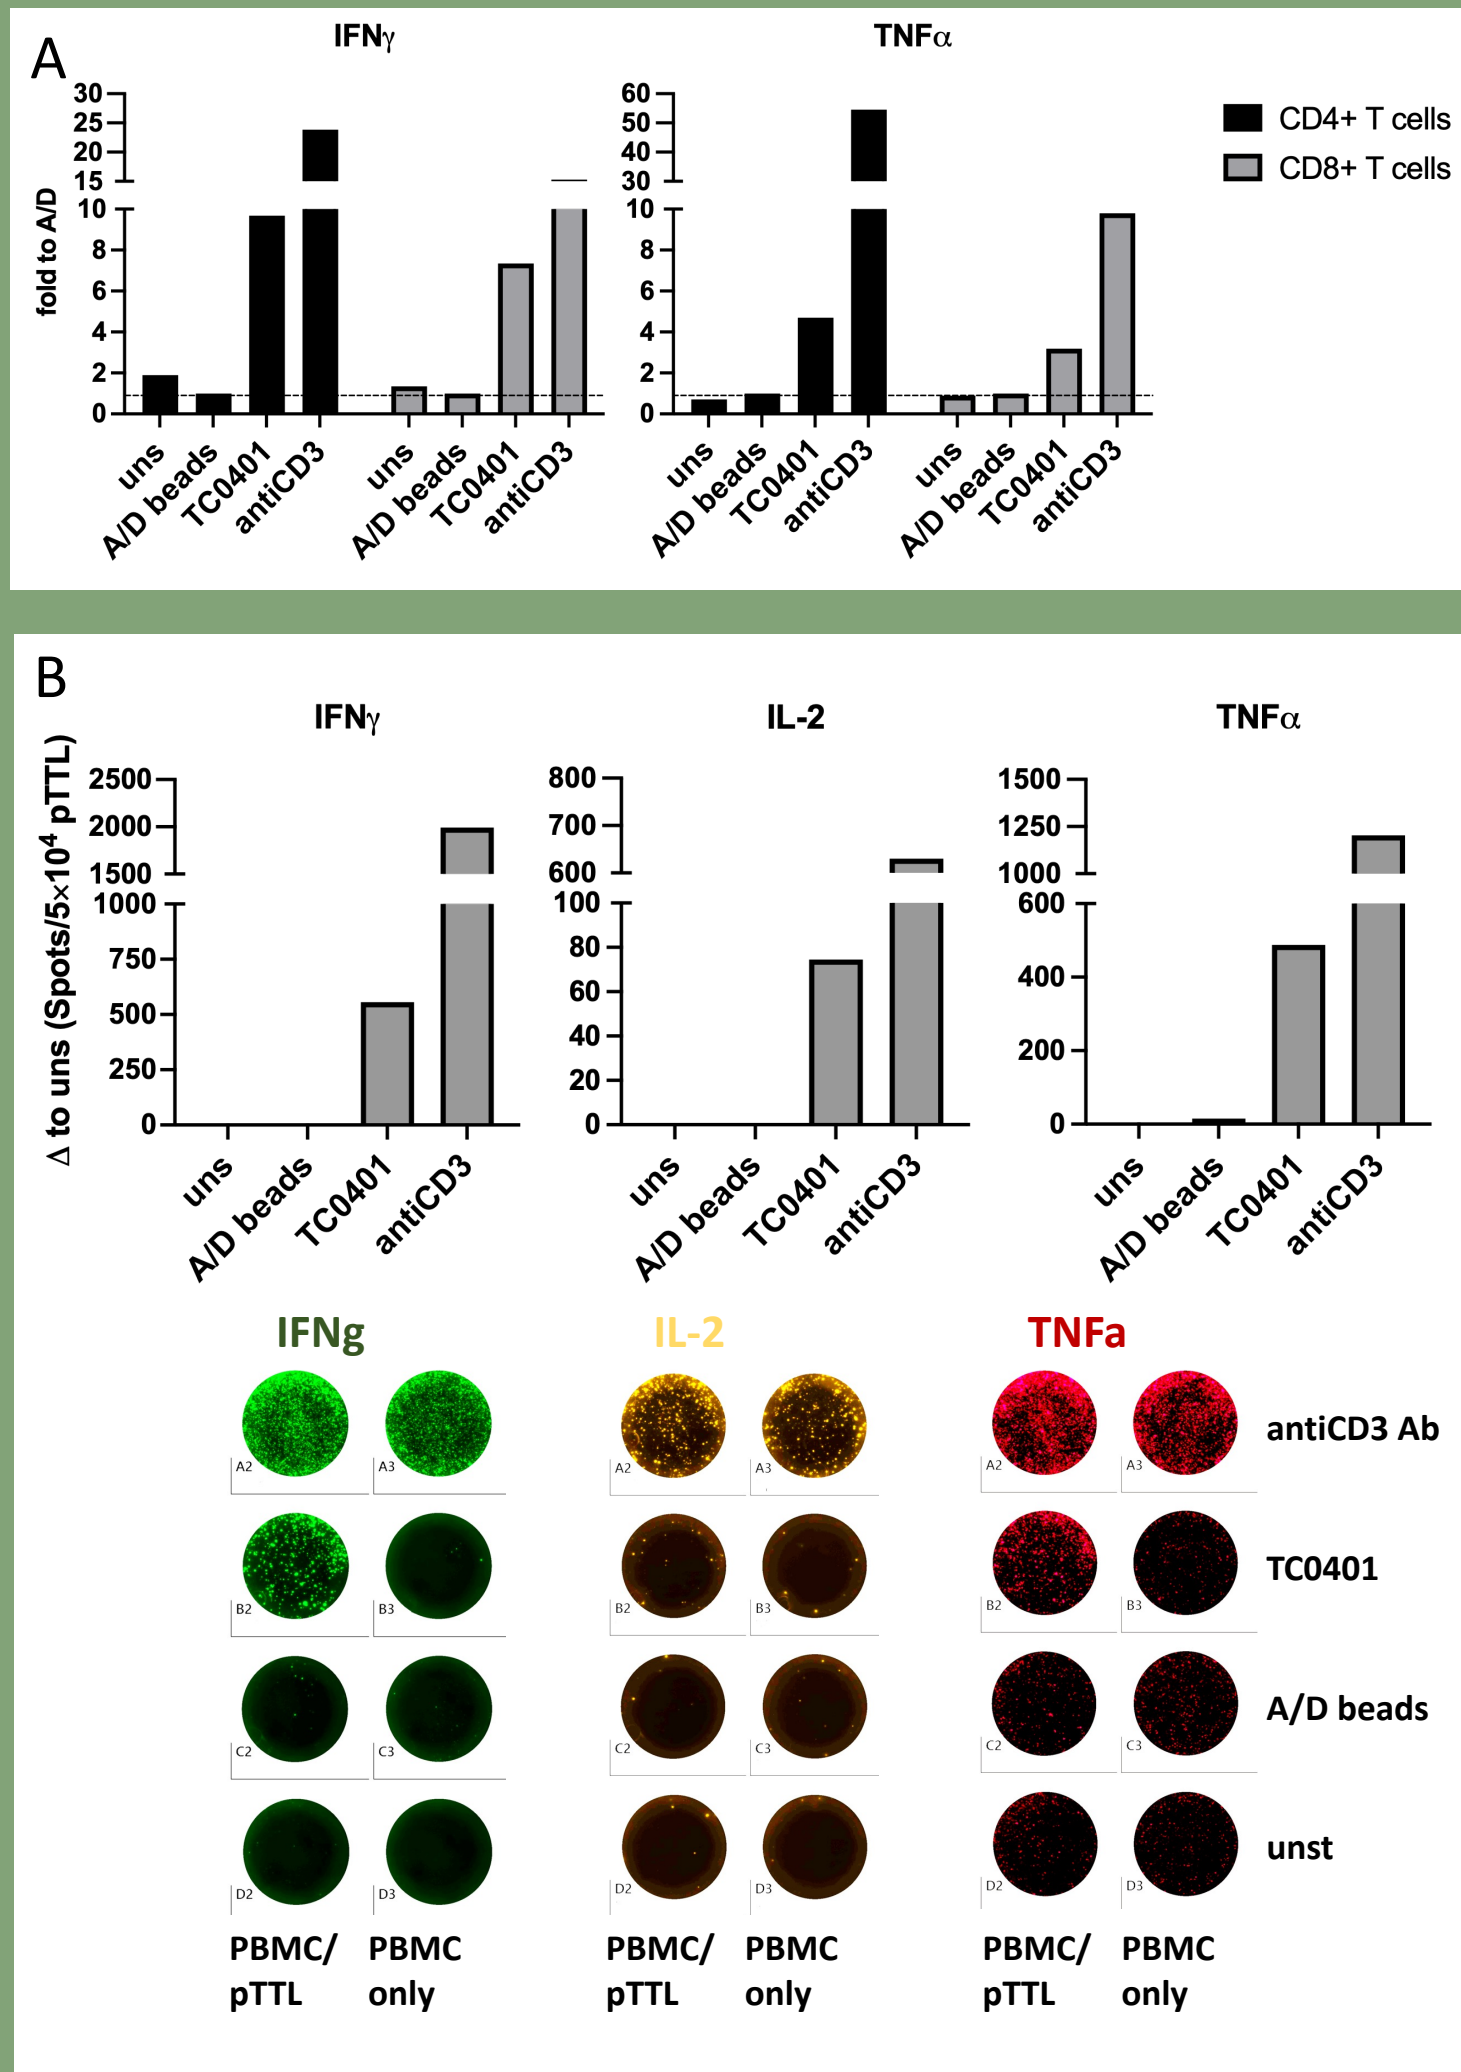 A
IFNγ
TNFα
CD4+ T cells
CD8+ T cells
fold to A/D
30
25
20
15
10
8
6
4
2
0
60
50
40
30
10
8
6
4
2
0
uns
A/D beads
TC0401
antiCD3
uns
A/D beads
TC0401
antiCD3
uns
A/D beads
TC0401
antiCD3
uns
A/D beads
TC0401
antiCD3
B
IFNγ
IL-2
TNFα
Δ to uns (Spots/5×10⁴ pTTL)
2500
2000
1500
1000
750
500
250
0
800
700
600
100
80
60
40
20
0
1500
1250
1000
600
400
200
0
uns
A/D beads
TC0401
antiCD3
uns
A/D beads
TC0401
antiCD3
uns
A/D beads
TC0401
antiCD3
IFNg
IL-2
TNFa
A2
A3
A2
A3
A2
A3
antiCD3 Ab
B2
B3
B2
B3
B2
B3
TC0401
C2
C3
C2
C3
C2
C3
A/D beads
D2
D3
D2
D3
D2
D3
unst
PBMC/
pTTL
PBMC
only
PBMC/
pTTL
PBMC
only
PBMC/
pTTL
PBMC
only